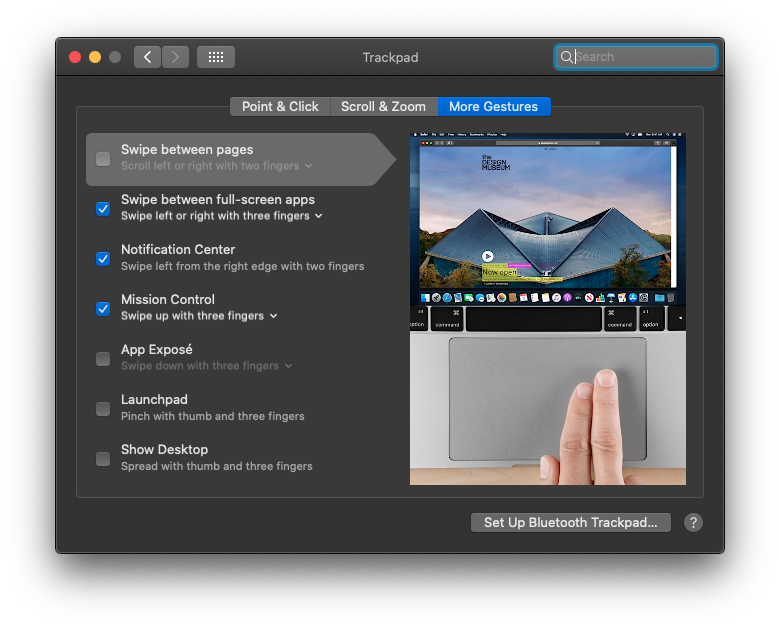 Trackpad
Search
Point & Click
Scroll & Zoom
More Gestures
Swipe between pages
Scroll left or right with two fingers
Swipe between full-screen apps
Swipe left or right with three fingers
Notification Center
Swipe left from the right edge with two fingers
Mission Control
Swipe up with three fingers
App Exposé
Swipe down with three fingers
Launchpad
Pinch with thumb and three fingers
Show Desktop
Spread with thumb and three fingers
the
DESIGN
MUSEUM
Now open
option
command
command
option
Set Up Bluetooth Trackpad...
?